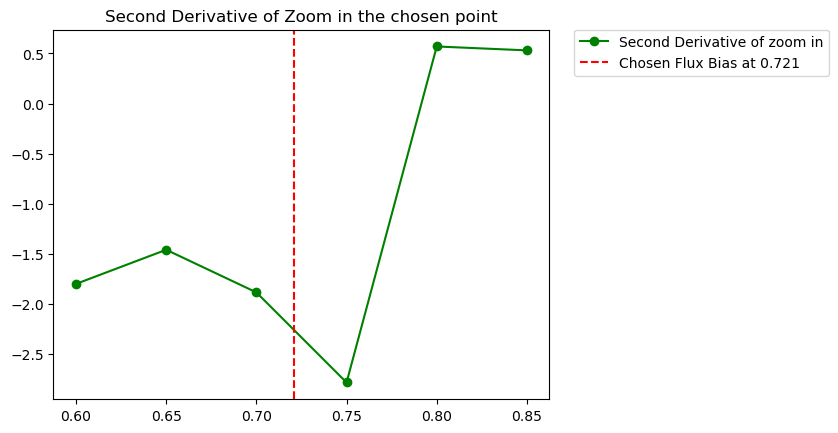 Second Derivative of Zoom in the chosen point
Second Derivative of zoom in
Chosen Flux Bias at 0.721
0.5
0.0
−0.5
−1.0
−1.5
−2.0
−2.5
0.60 0.65 0.70 0.75 0.80 0.85